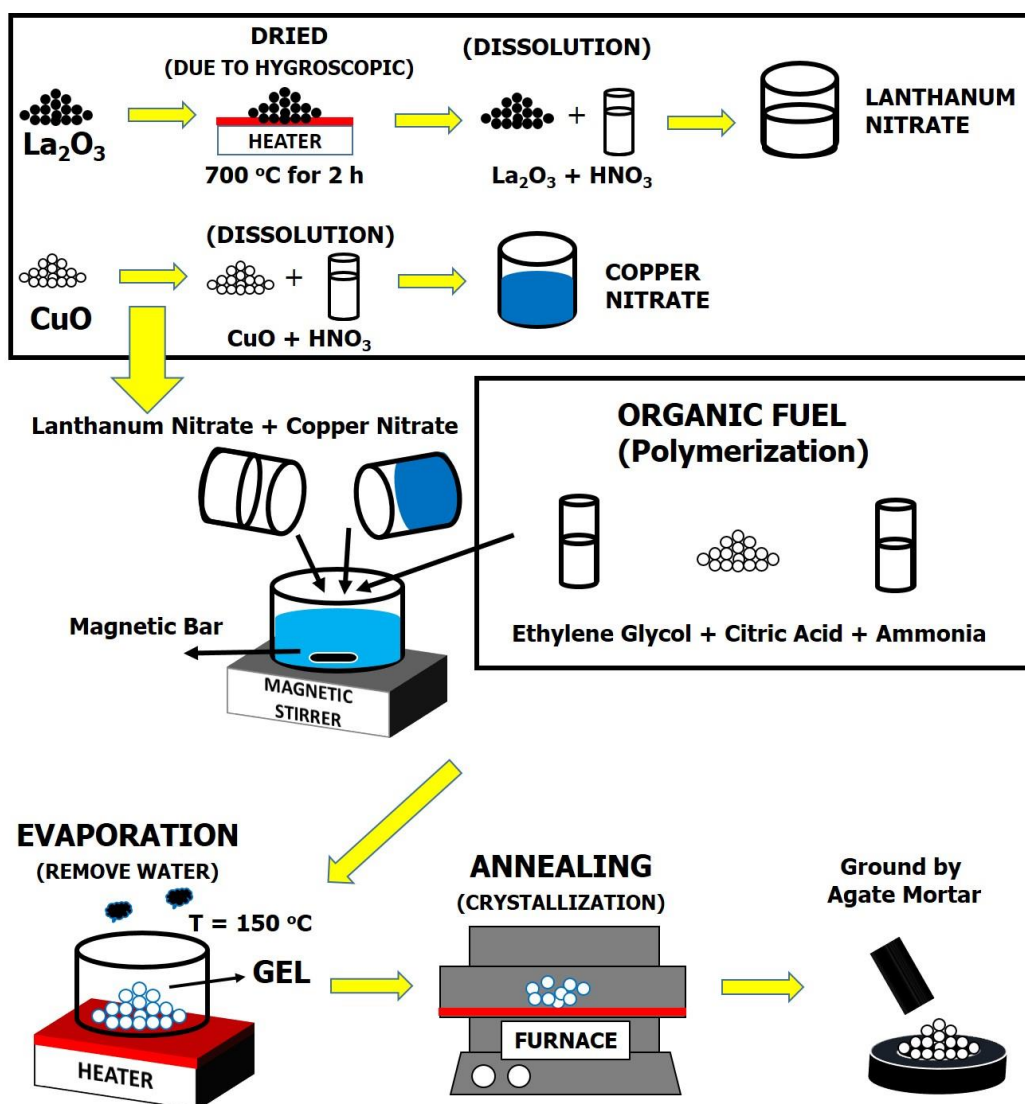 DRIED
(DUE TO HYGROSCOPIC)
(DISSOLUTION)
La₂O₃
HEATER
700 ᵒC for 2 h
+
La₂O₃ + HNO₃
LANTHANUM
NITRATE
(DISSOLUTION)
CuO
+
CuO + HNO₃
COPPER
NITRATE
Lanthanum Nitrate + Copper Nitrate
ORGANIC FUEL
(Polymerization)
Ethylene Glycol + Citric Acid + Ammonia
Magnetic Bar
MAGNETIC
STIRRER
EVAPORATION
(REMOVE WATER)
T = 150 ᵒC
GEL
HEATER
ANNEALING
(CRYSTALLIZATION)
FURNACE
Ground by
Agate Mortar